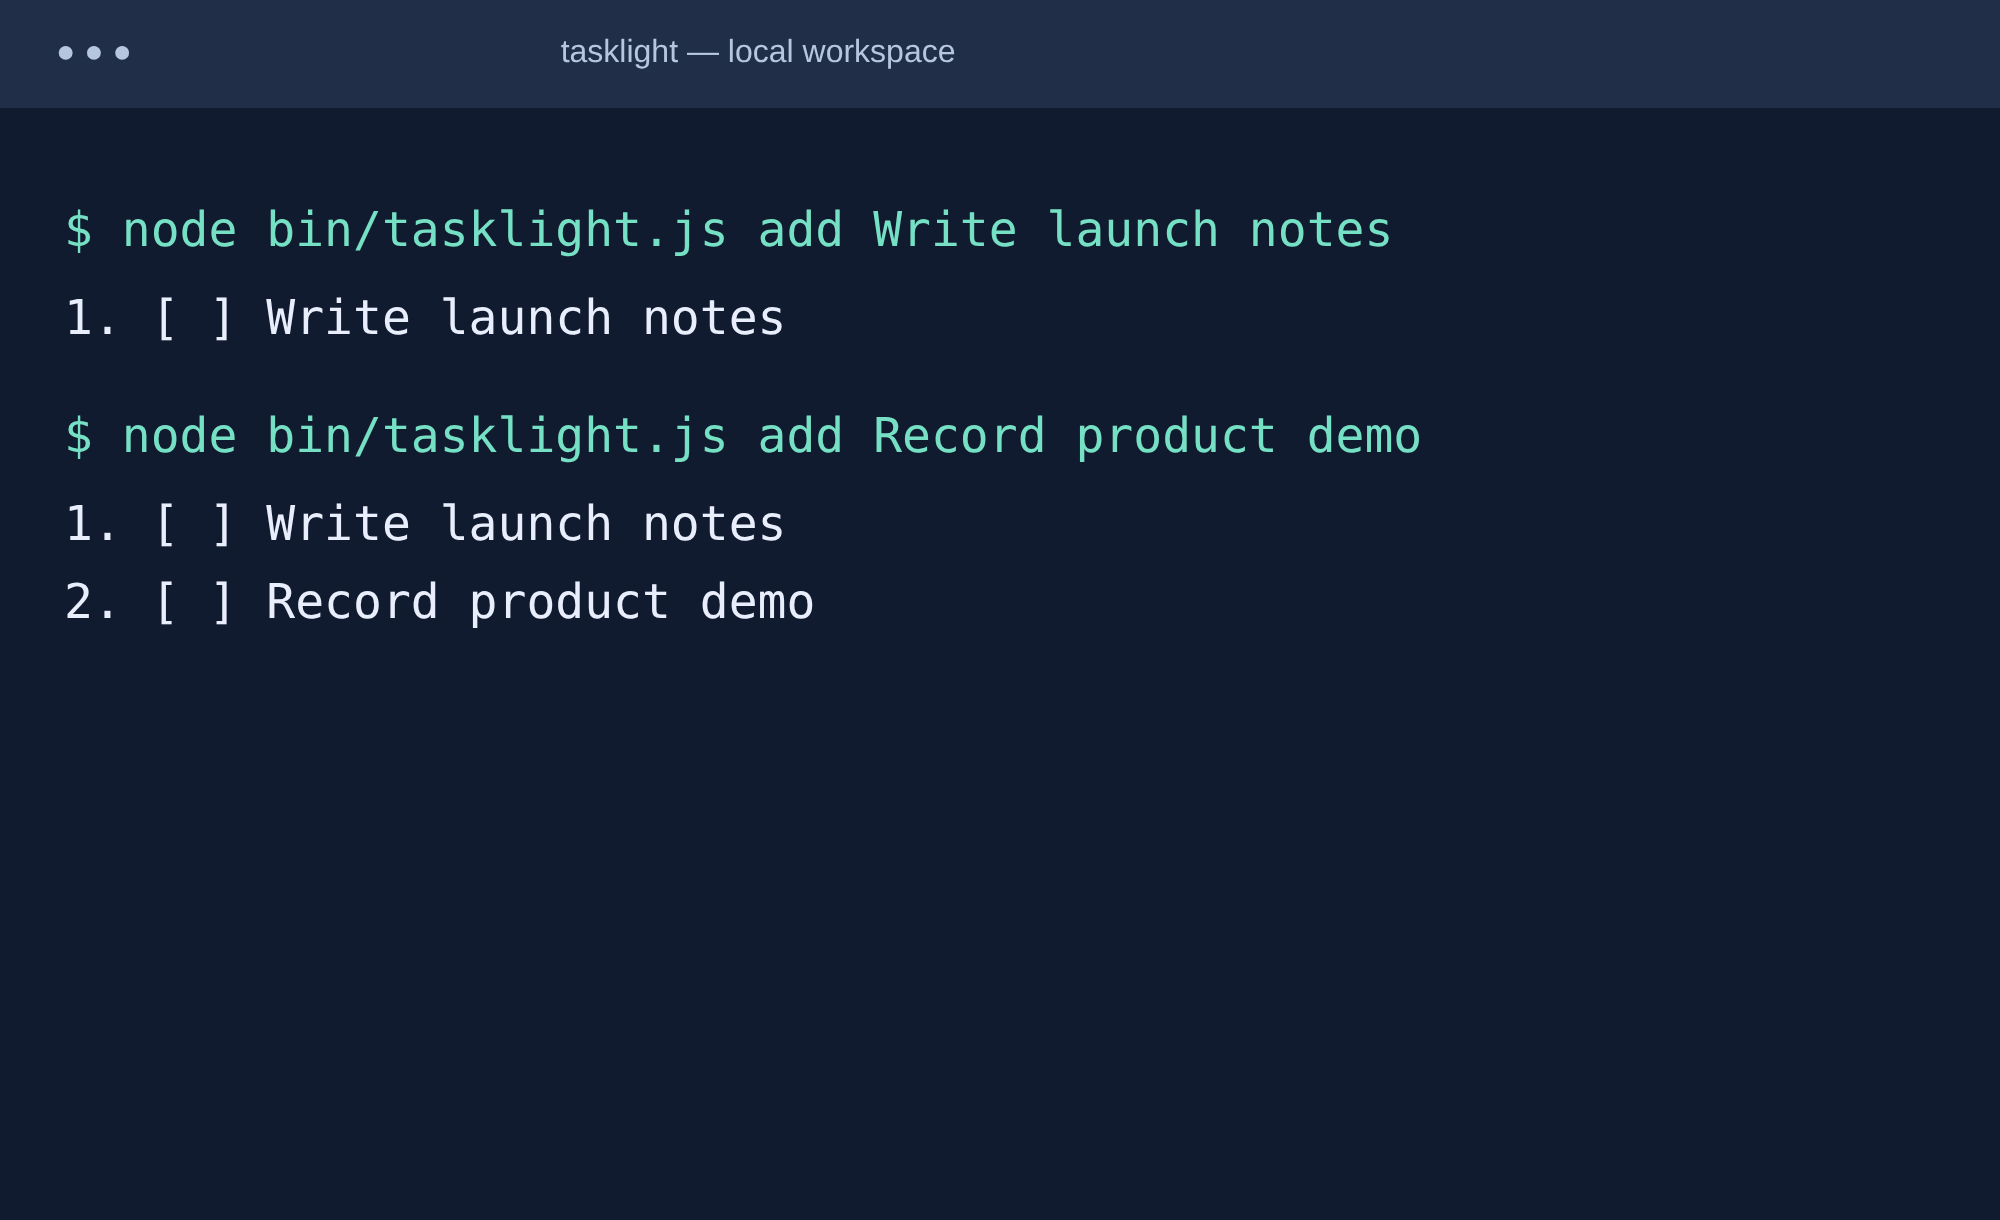 tasklight — local workspace
$ node bin/tasklight.js add Write launch notes
1. [ ] Write launch notes
$ node bin/tasklight.js add Record product demo
1. [ ] Write launch notes
2. [ ] Record product demo